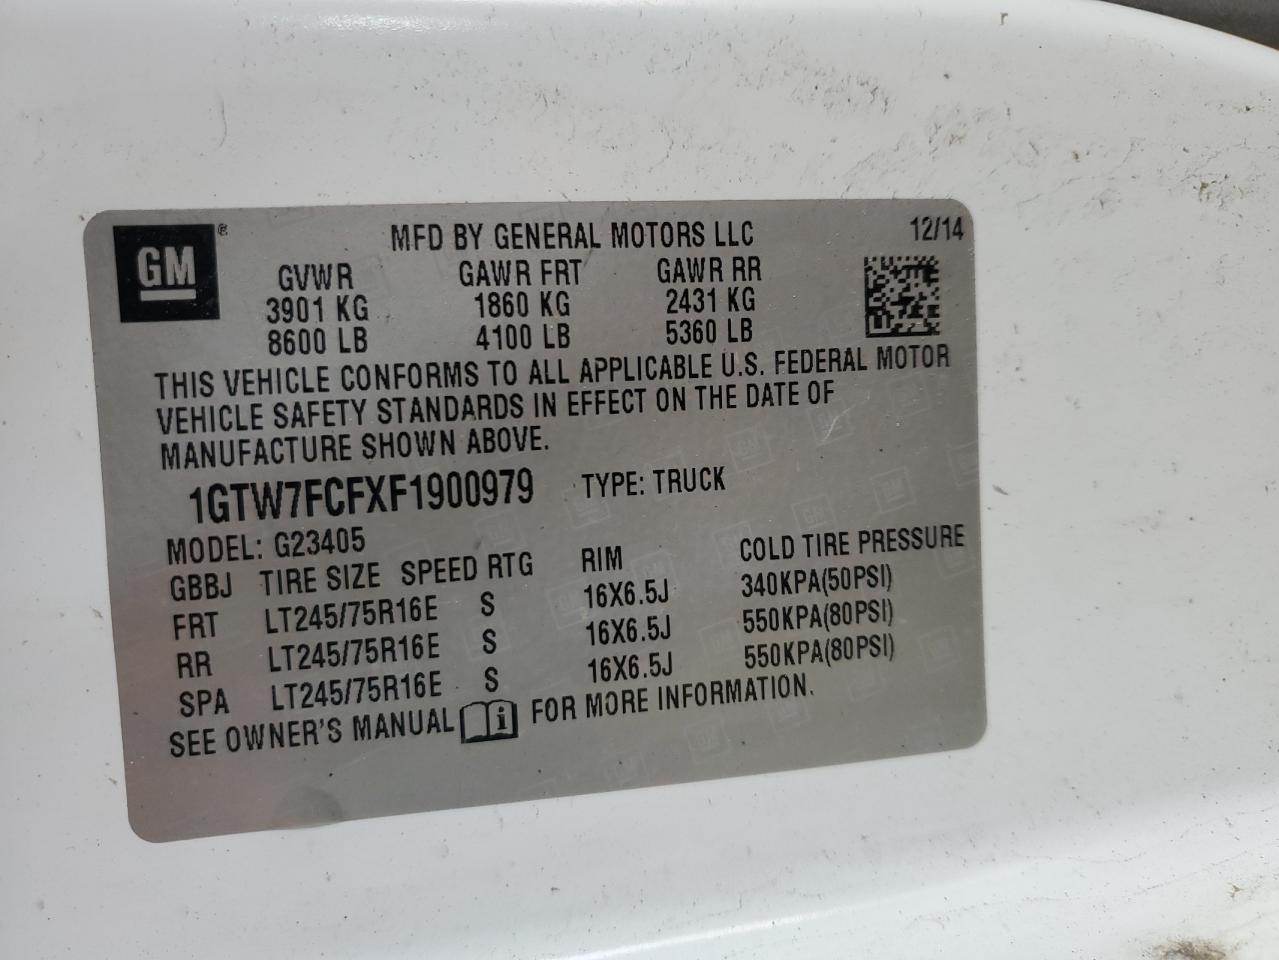 GM ® MFD BY GENERAL MOTORS LLC 12/14
GVWR GAWR FRT GAWR RR
3901 KG 1860 KG 2431 KG
8600 LB 4100 LB 5360 LB
THIS VEHICLE CONFORMS TO ALL APPLICABLE U.S. FEDERAL MOTOR
VEHICLE SAFETY STANDARDS IN EFFECT ON THE DATE OF
MANUFACTURE SHOWN ABOVE.
1GTW7FCFXF1900979 TYPE: TRUCK
MODEL: G23405
GBBJ TIRE SIZE SPEED RTG RIM COLD TIRE PRESSURE
FRT LT245/75R16E S 16X6.5J 340KPA(50PSI)
RR LT245/75R16E S 16X6.5J 550KPA(80PSI)
SPA LT245/75R16E S 16X6.5J 550KPA(80PSI)
SEE OWNER'S MANUAL i FOR MORE INFORMATION.